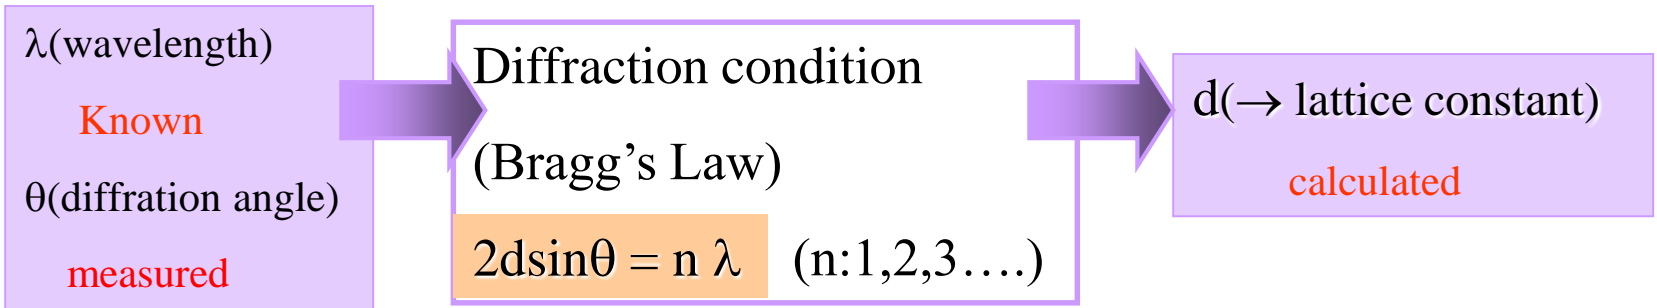 λ(wavelength)
Known
θ(diffration angle)
measured
Diffraction condition
(Bragg’s Law)
2dsinθ = n λ (n:1,2,3….)
d(→ lattice constant)
calculated